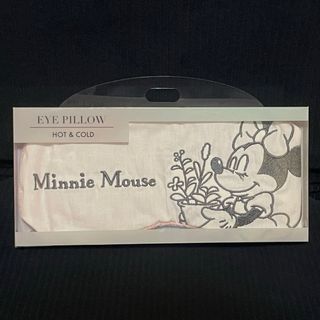 EYE PILLOW
HOT & COLD
Minnie Mouse